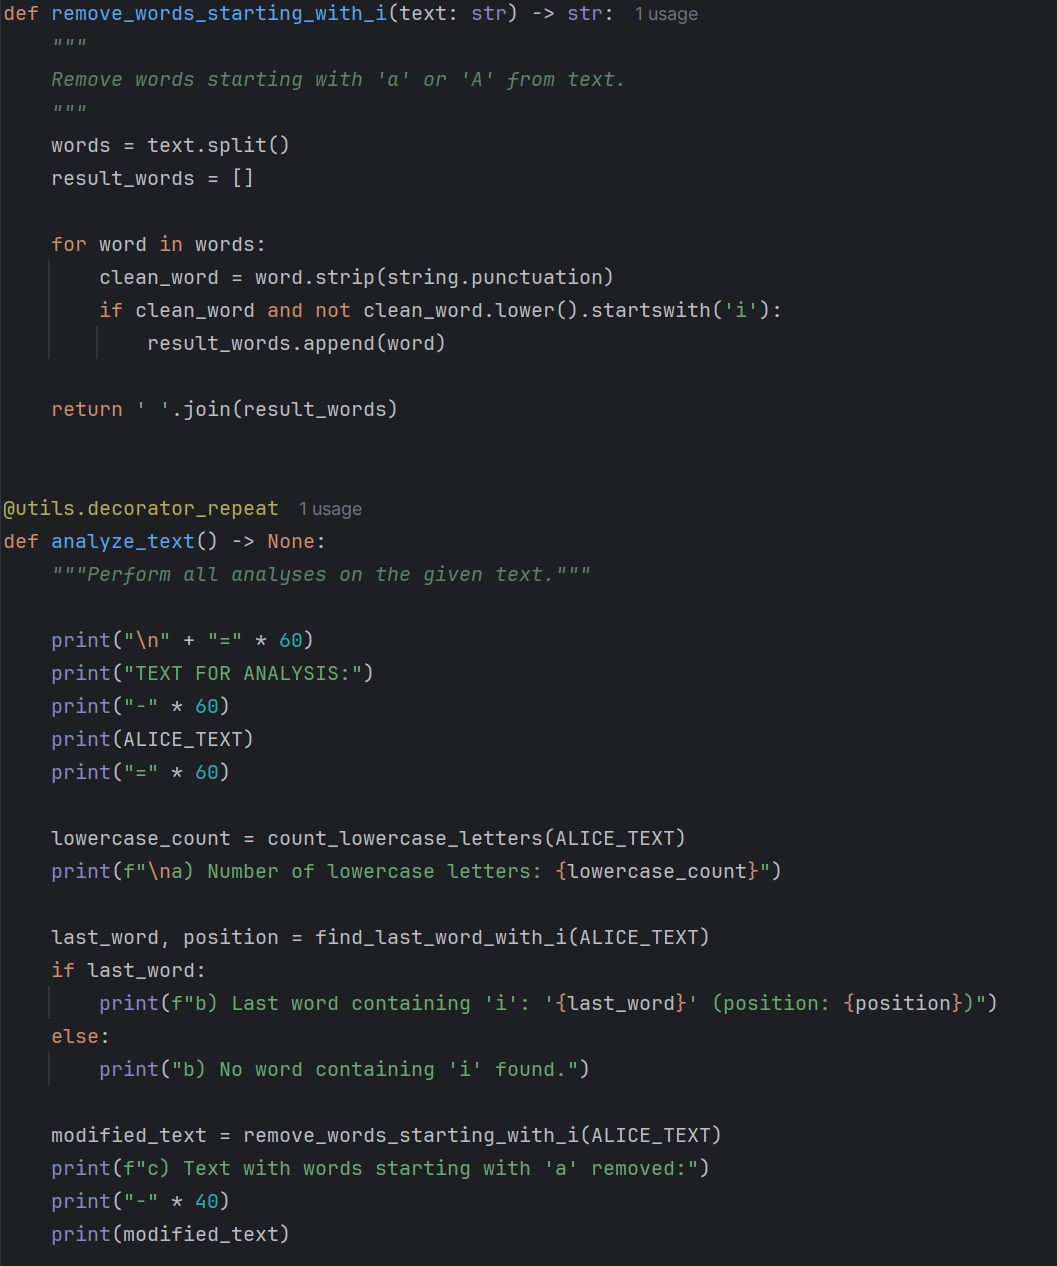 def remove_words_starting_with_i(text: str) -> str:  1 usage
    """
    Remove words starting with 'a' or 'A' from text.
    """
    words = text.split()
    result_words = []

    for word in words:
        clean_word = word.strip(string.punctuation)
        if clean_word and not clean_word.lower().startswith('i'):
            result_words.append(word)

    return ' '.join(result_words)


@utils.decorator_repeat  1 usage
def analyze_text() -> None:
    """Perform all analyses on the given text."""

    print("\n" + "=" * 60)
    print("TEXT FOR ANALYSIS:")
    print("-" * 60)
    print(ALICE_TEXT)
    print("=" * 60)

    lowercase_count = count_lowercase_letters(ALICE_TEXT)
    print(f"\na) Number of lowercase letters: {lowercase_count}")

    last_word, position = find_last_word_with_i(ALICE_TEXT)
    if last_word:
        print(f"b) Last word containing 'i': '{last_word}' (position: {position})")
    else:
        print("b) No word containing 'i' found.")

    modified_text = remove_words_starting_with_i(ALICE_TEXT)
    print(f"c) Text with words starting with 'a' removed:")
    print("-" * 40)
    print(modified_text)